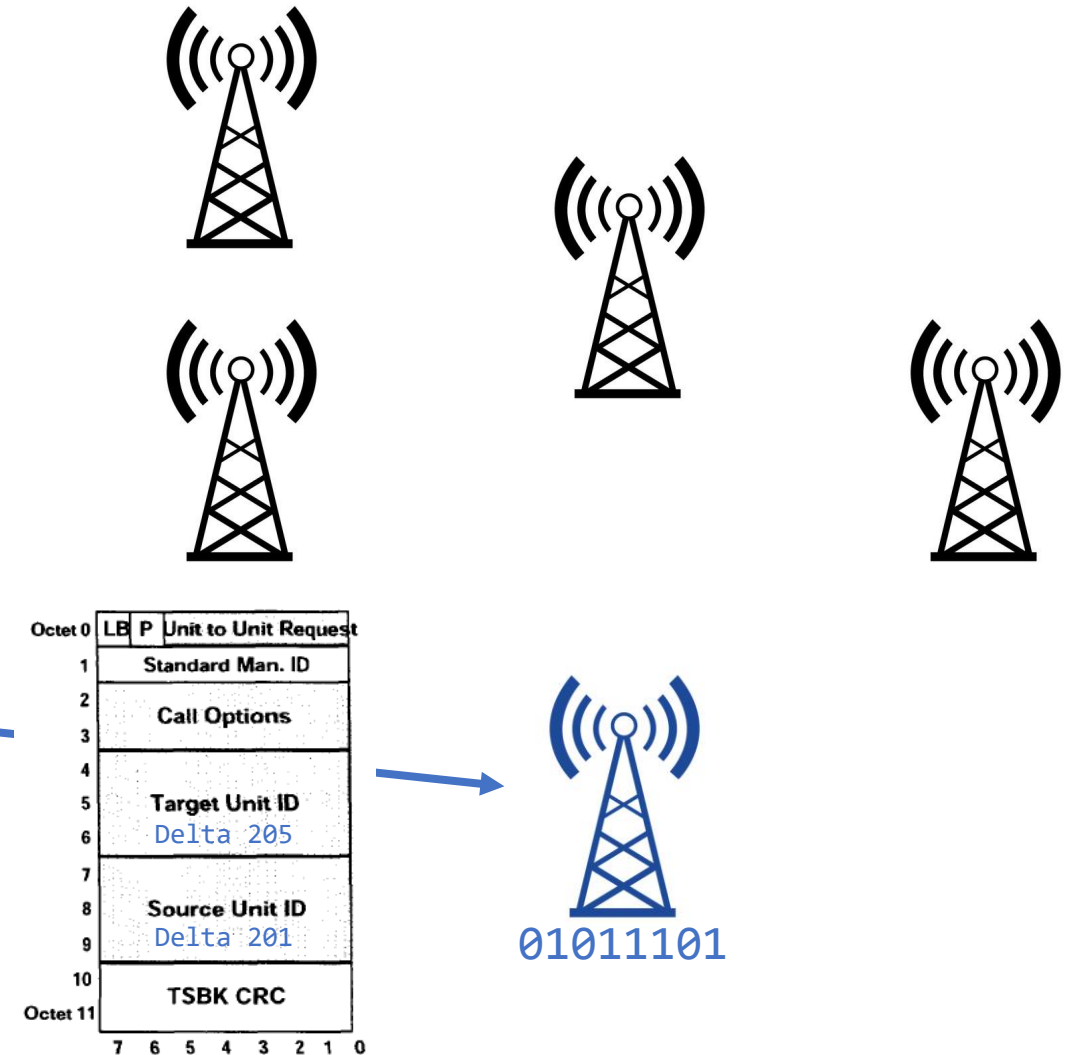 Octet 0 LB P Unit to Unit Request
1 Standard Man. ID
2
Call Options
3
4
5 Target Unit ID
6 Delta 205
7
8 Source Unit ID
9 Delta 201
01011101
10
TSBK CRC
Octet 11
7 6 5 4 3 2 1 0